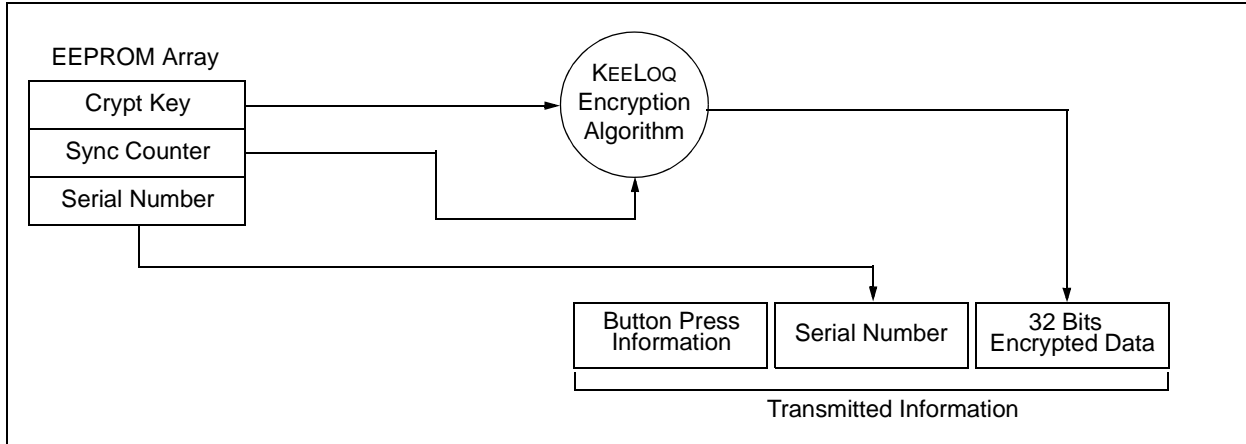 EEPROM Array
Crypt Key
Sync Counter
Serial Number
KEELOQ
Encryption
Algorithm
Button Press
Information
Serial Number
32 Bits
Encrypted Data
Transmitted Information